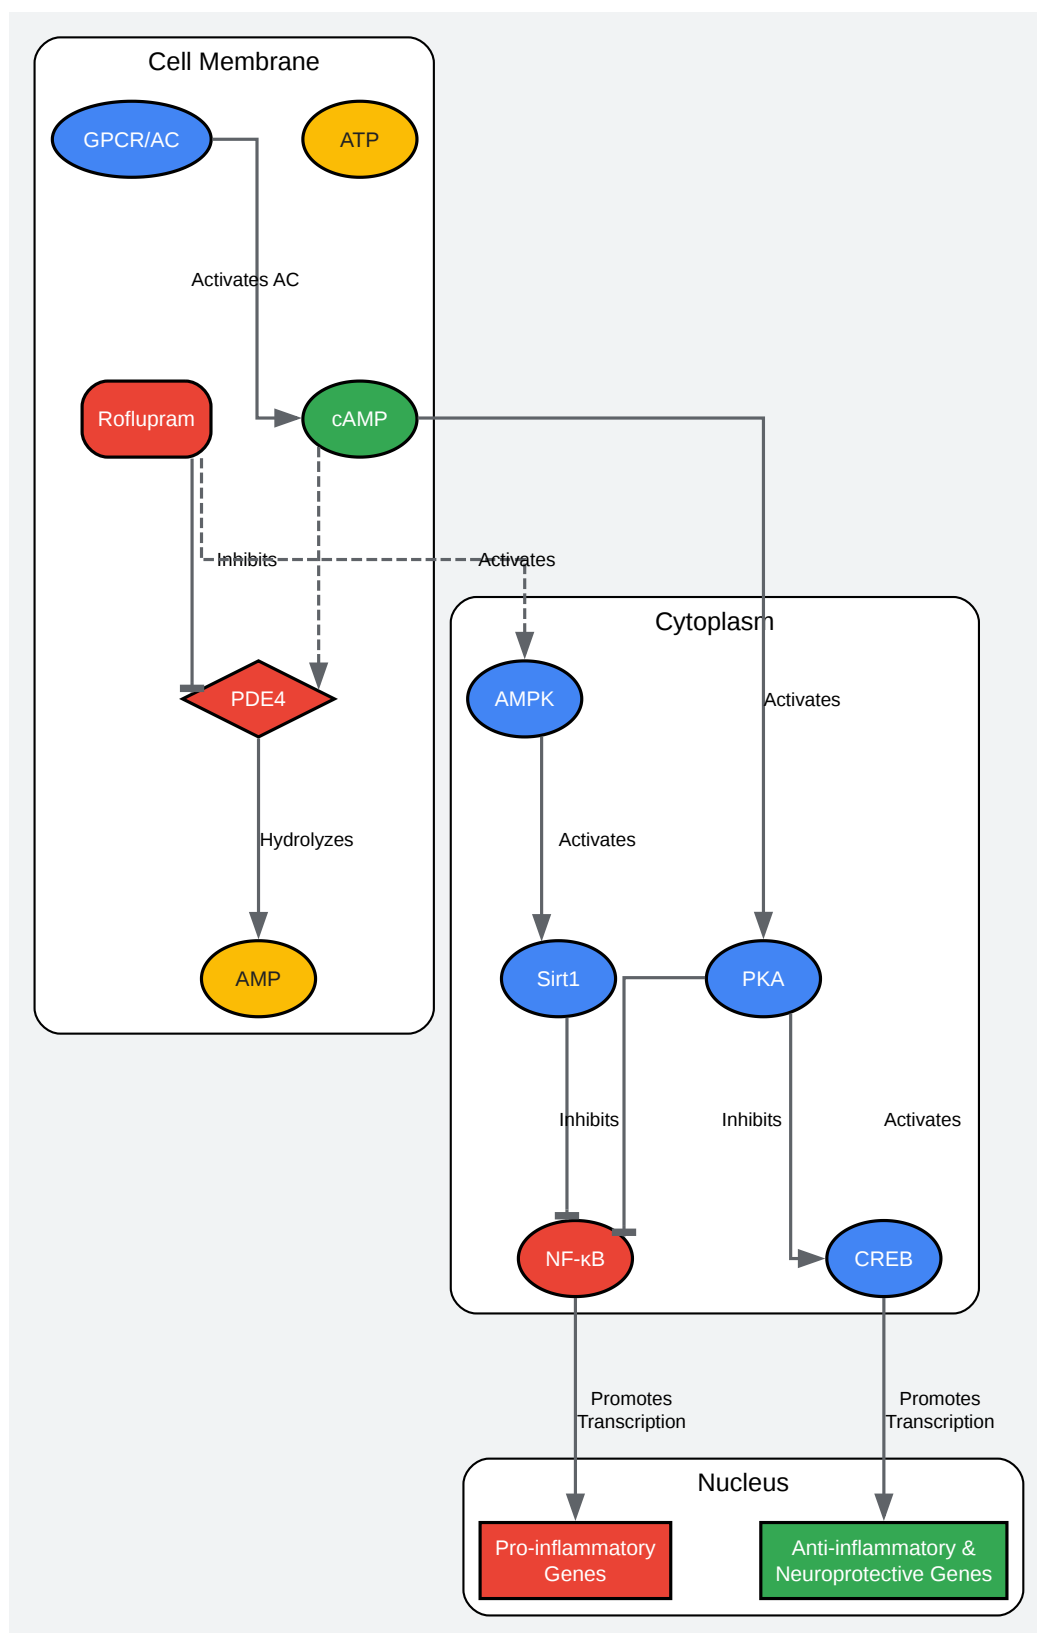 Cell Membrane
GPCR/AC
ATP
Activates AC
Roflupram
cAMP
Inhibits
Activates
Cytoplasm
PDE4
AMPK
Activates
Hydrolyzes
Activates
AMP
Sirt1
PKA
Inhibits
Inhibits
Activates
NF-κB
CREB
Promotes
Transcription
Promotes
Transcription
Nucleus
Pro-inflammatory
Genes
Anti-inflammatory &
Neuroprotective Genes